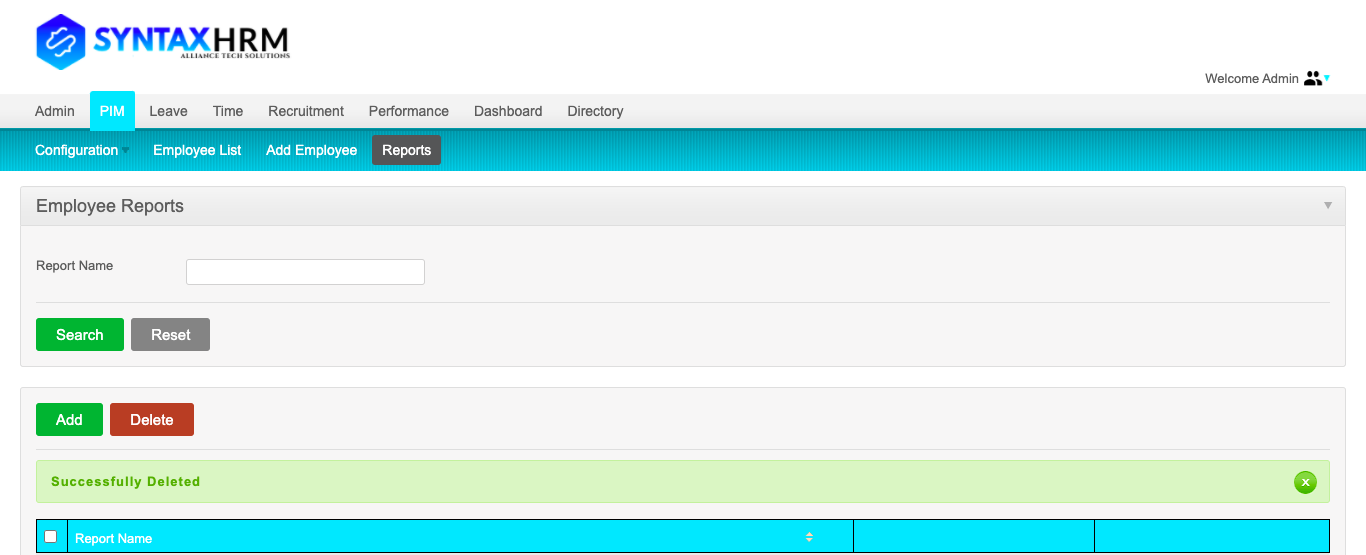 SYNTAXHRM
ALLIANCE TECH SOLUTIONS
Welcome Admin
Admin PIM Leave Time Recruitment Performance Dashboard Directory
Configuration Employee List Add Employee Reports
Employee Reports
Report Name
Search Reset
Add Delete
Successfully Deleted
Report Name